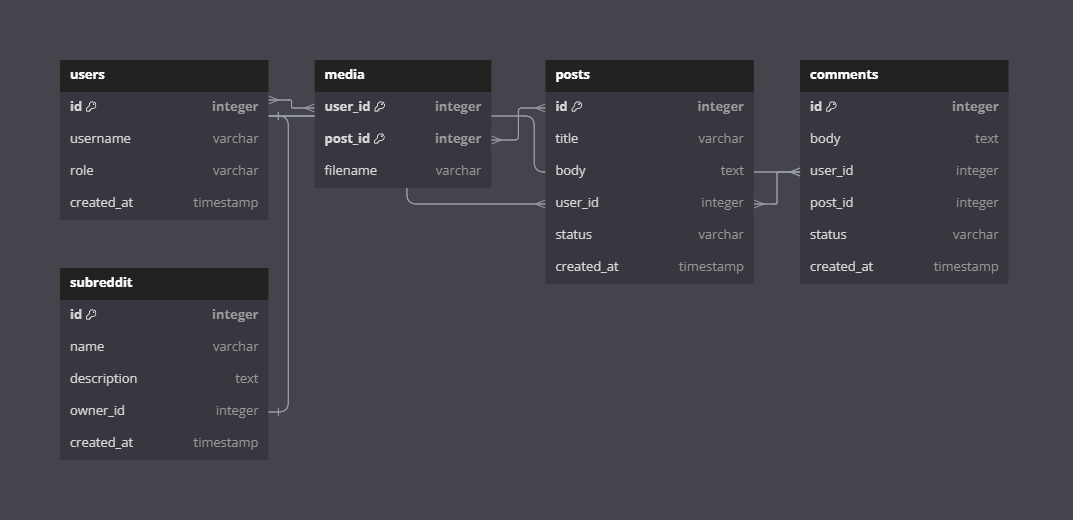 users
id integer
username varchar
role varchar
created_at timestamp
media
user_id integer
post_id integer
filename varchar
posts
id integer
title varchar
body text
user_id integer
status varchar
created_at timestamp
comments
id integer
body text
user_id integer
post_id integer
status varchar
created_at timestamp
subreddit
id integer
name varchar
description text
owner_id integer
created_at timestamp